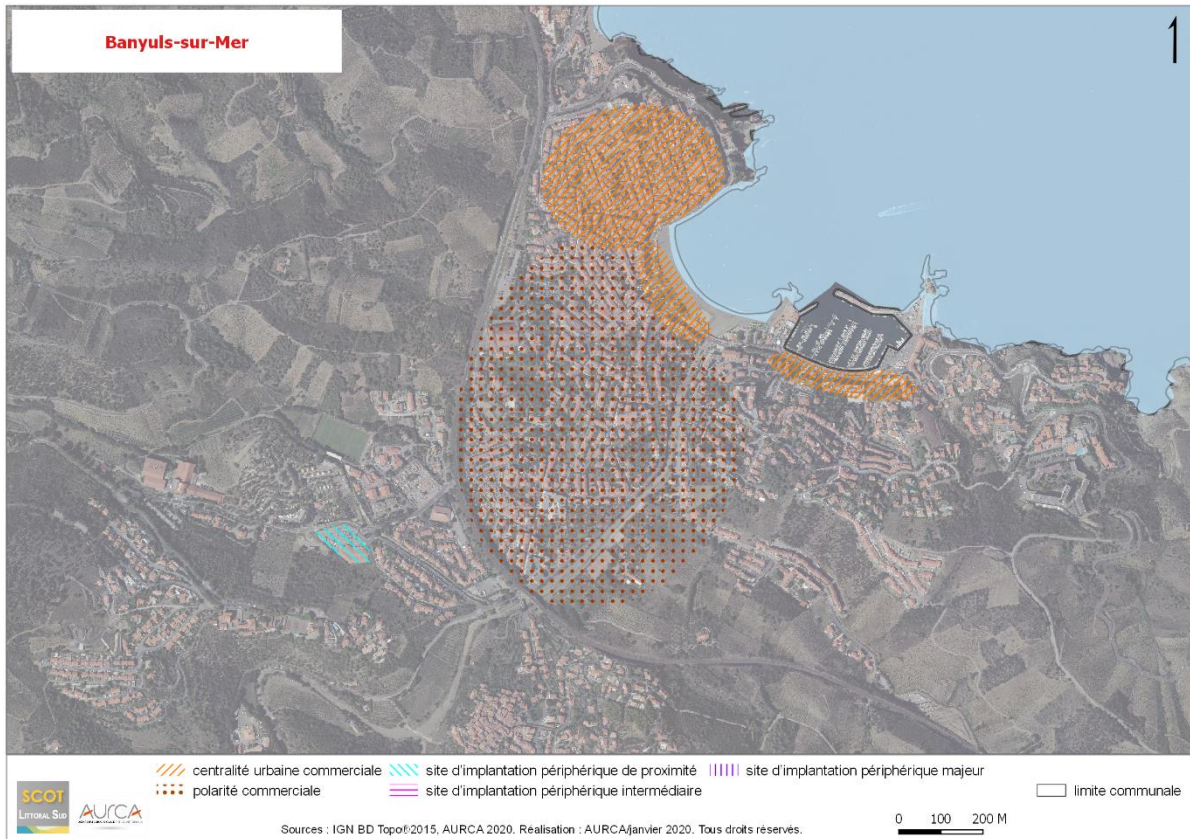 Banyuls-sur-Mer
1
centralité urbaine commerciale
site d'implantation périphérique de proximité
site d'implantation périphérique majeur
polarité commerciale
site d'implantation périphérique intermédiaire
limite communale
SCOT
LITTORAL SUD
AURCA
Sources : IGN BD Topo©2015, AURCA 2020. Réalisation : AURCA/janvier 2020. Tous droits réservés.
0 100 200 M